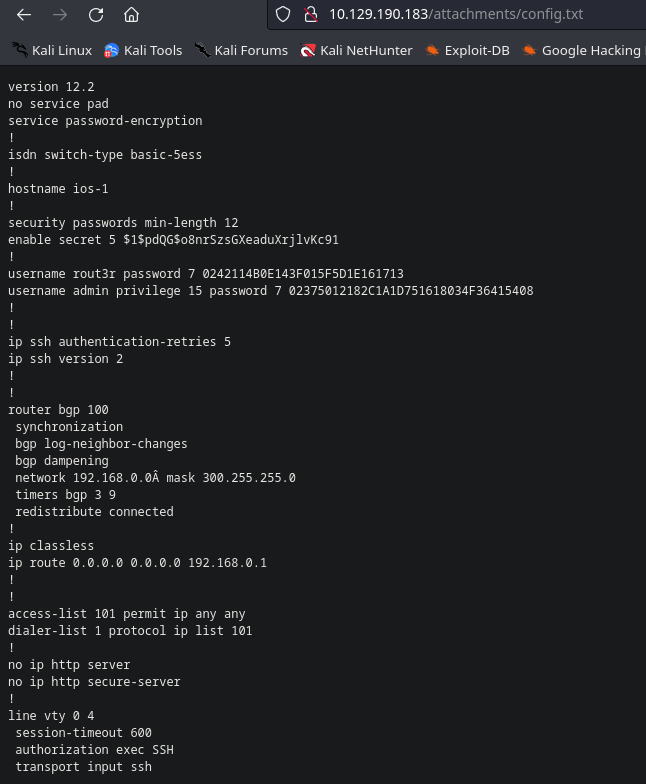 10.129.190.183/attachments/config.txt
Kali Linux Kali Tools Kali Forums Kali NetHunter Exploit-DB Google Hacking
version 12.2
no service pad
service password-encryption
!
isdn switch-type basic-5ess
!
hostname ios-1
!
security passwords min-length 12
enable secret 5 $1$pdQG$o8nrSzsGXeaduXrjlvKc91
!
username rout3r password 7 0242114B0E143F015F5D1E161713
username admin privilege 15 password 7 02375012182C1A1D751618034F36415408
!
!
ip ssh authentication-retries 5
ip ssh version 2
!
!
router bgp 100
 synchronization
 bgp log-neighbor-changes
 bgp dampening
 network 192.168.0.0Â mask 300.255.255.0
 timers bgp 3 9
 redistribute connected
!
ip classless
ip route 0.0.0.0 0.0.0.0 192.168.0.1
!
!
access-list 101 permit ip any any
dialer-list 1 protocol ip list 101
!
no ip http server
no ip http secure-server
!
line vty 0 4
 session-timeout 600
 authorization exec SSH
 transport input ssh